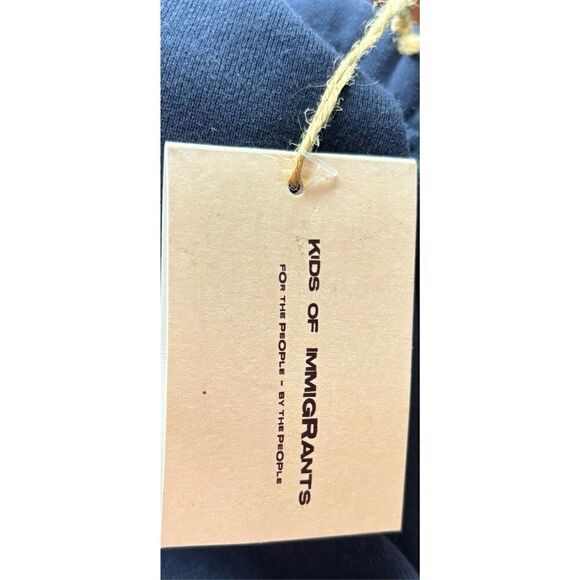 KIDS OF IMMIGRANTS
FOR THE PEOPLE - BY THE PEOPLE